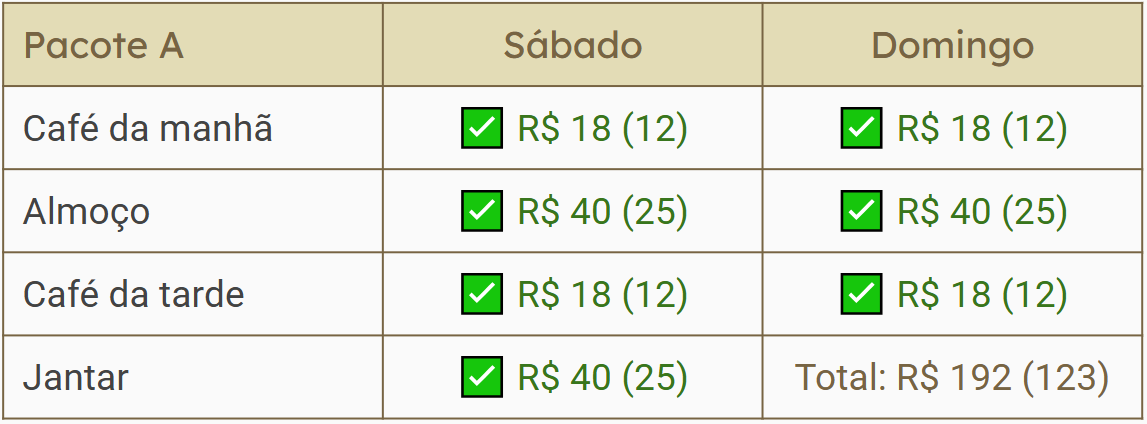 Pacote A Sábado Domingo
Café da manhã ✅ R$ 18 (12) ✅ R$ 18 (12)
Almoço ✅ R$ 40 (25) ✅ R$ 40 (25)
Café da tarde ✅ R$ 18 (12) ✅ R$ 18 (12)
Jantar ✅ R$ 40 (25) Total: R$ 192 (123)